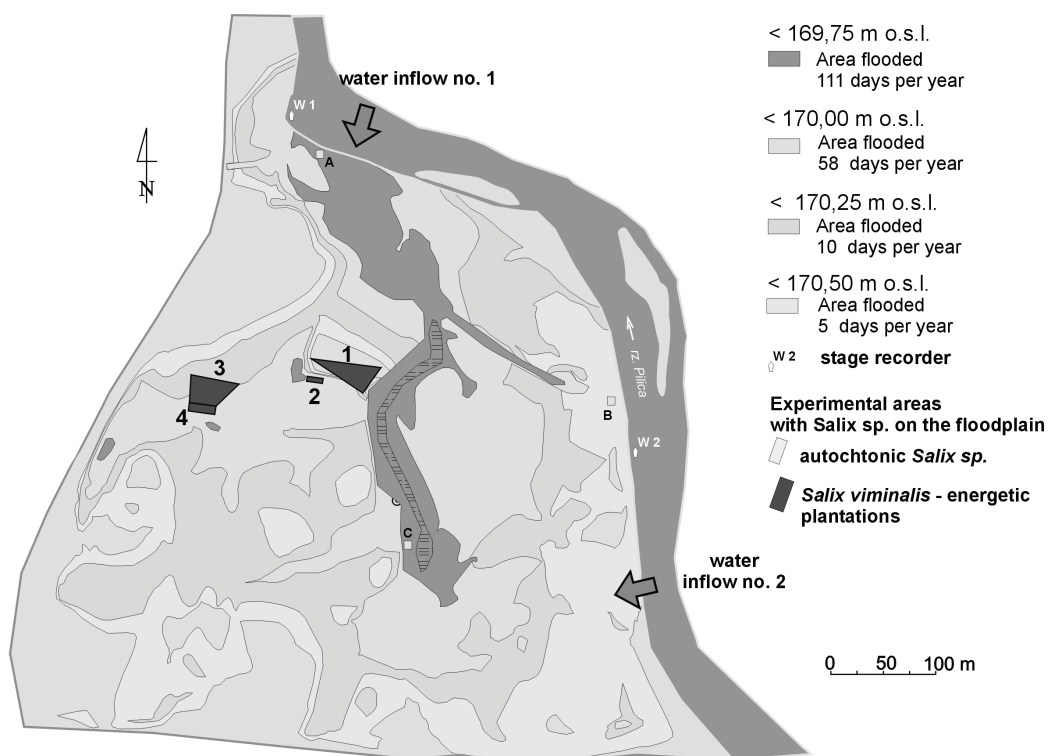 < 169,75 m o.s.l.
Area flooded
111 days per year
< 170,00 m o.s.l.
Area flooded
58 days per year
< 170,25 m o.s.l.
Area flooded
10 days per year
< 170,50 m o.s.l.
Area flooded
5 days per year
W 2 stage recorder
Experimental areas
with Salix sp. on the floodplain
autochtonic Salix sp.
Salix viminalis - energetic
plantations
water inflow no. 1
W 1
A
N
1
2
3
4
rz. Pilica
B
W 2
C
water
inflow no. 2
0 50 100 m